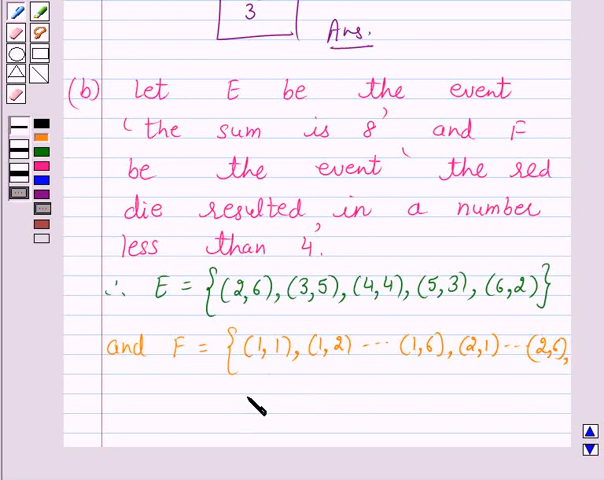 3
Ans.
(b) Let E be the event
'the sum is 8' and F
be the event 'the red
die resulted in a number
less than 4'.
∴ E = {(2,6), (3,5), (4,4), (5,3), (6,2)}
and F = {(1,1), (1,2) --- (1,6), (2,1) -- (2,6),